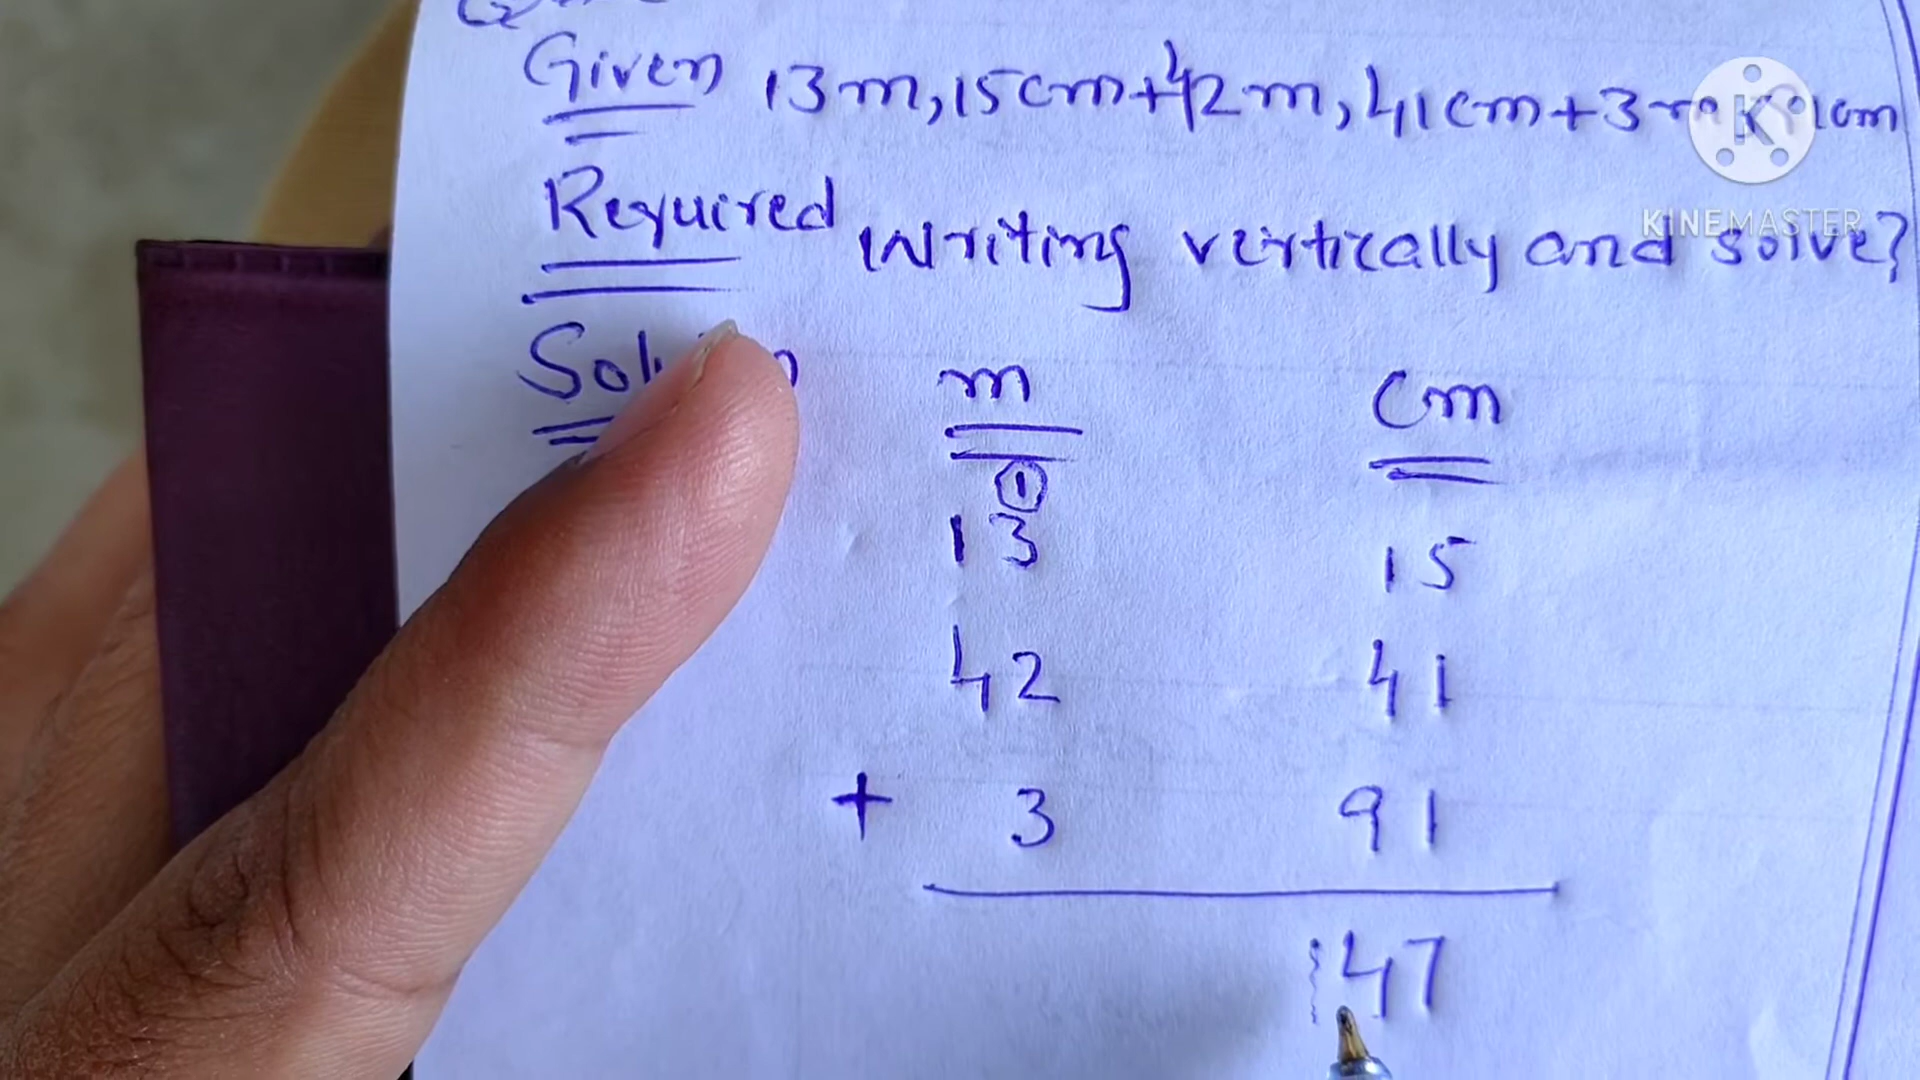 Given 13m, 15cm + 42m, 41cm + 3m 91cm
KINEMASTER
Required Writing vertically and solve?
m cm
1
13 15
42 41
+ 3 91
147